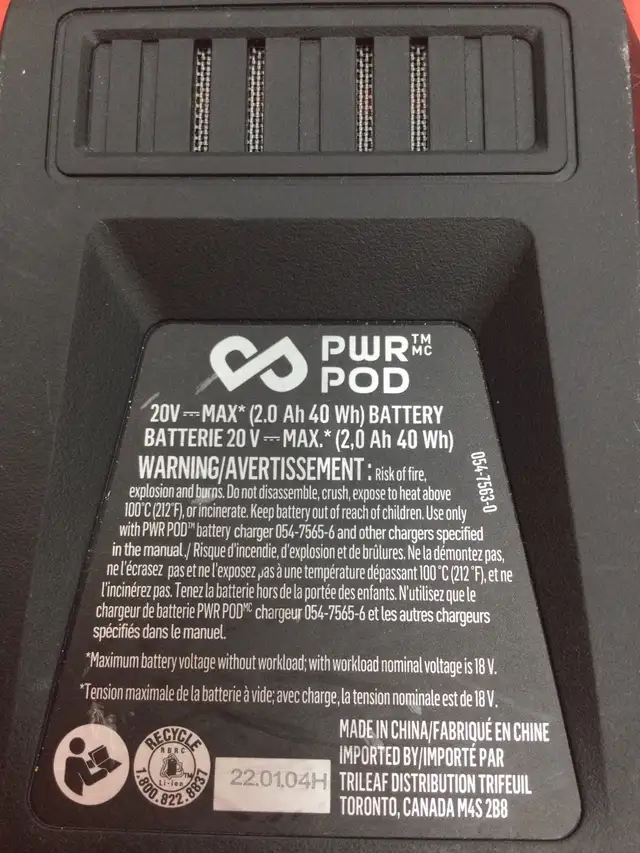 PWR™
MC
POD
20V ⎓ MAX* (2.0 Ah 40 Wh) BATTERY
BATTERIE 20 V ⎓ MAX.* (2,0 Ah 40 Wh)
054-7563-0
WARNING/AVERTISSEMENT : Risk of fire,
explosion and burns. Do not disassemble, crush, expose to heat above
100°C (212°F), or incinerate. Keep battery out of reach of children. Use only
with PWR POD™ battery charger 054-7565-6 and other chargers specified
in the manual./ Risque d'incendie, d'explosion et de brûlures. Ne la démontez pas,
ne l'écrasez pas et ne l'exposez pas à une température dépassant 100 °C (212 °F), et ne
l'incinérez pas. Tenez la batterie hors de la portée des enfants. N'utilisez que le
chargeur de batterie PWR PODMC chargeur 054-7565-6 et les autres chargeurs
spécifiés dans le manuel.
*Maximum battery voltage without workload; with workload nominal voltage is 18 V.
*Tension maximale de la batterie à vide; avec charge, la tension nominale est de 18 V.
RECYCLE
RBRC
Li-ion
TM
1.800.822.8837
22.01.04H
MADE IN CHINA/FABRIQUÉ EN CHINE
IMPORTED BY/IMPORTÉ PAR
TRILEAF DISTRIBUTION TRIFEUIL
TORONTO, CANADA M4S 2B8